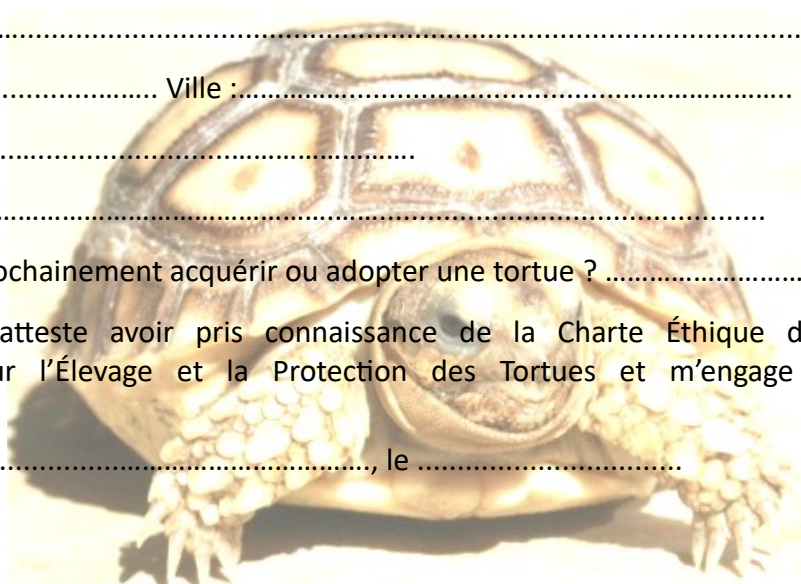 ................................................................................................
.................... Ville :......................................................................
......................................................
................................................................................................
ochainement acquérir ou adopter une tortue ? .........................
atteste avoir pris connaissance de la Charte Éthique d
ur l’Élevage et la Protection des Tortues et m’engage
..............................................., le ..................................